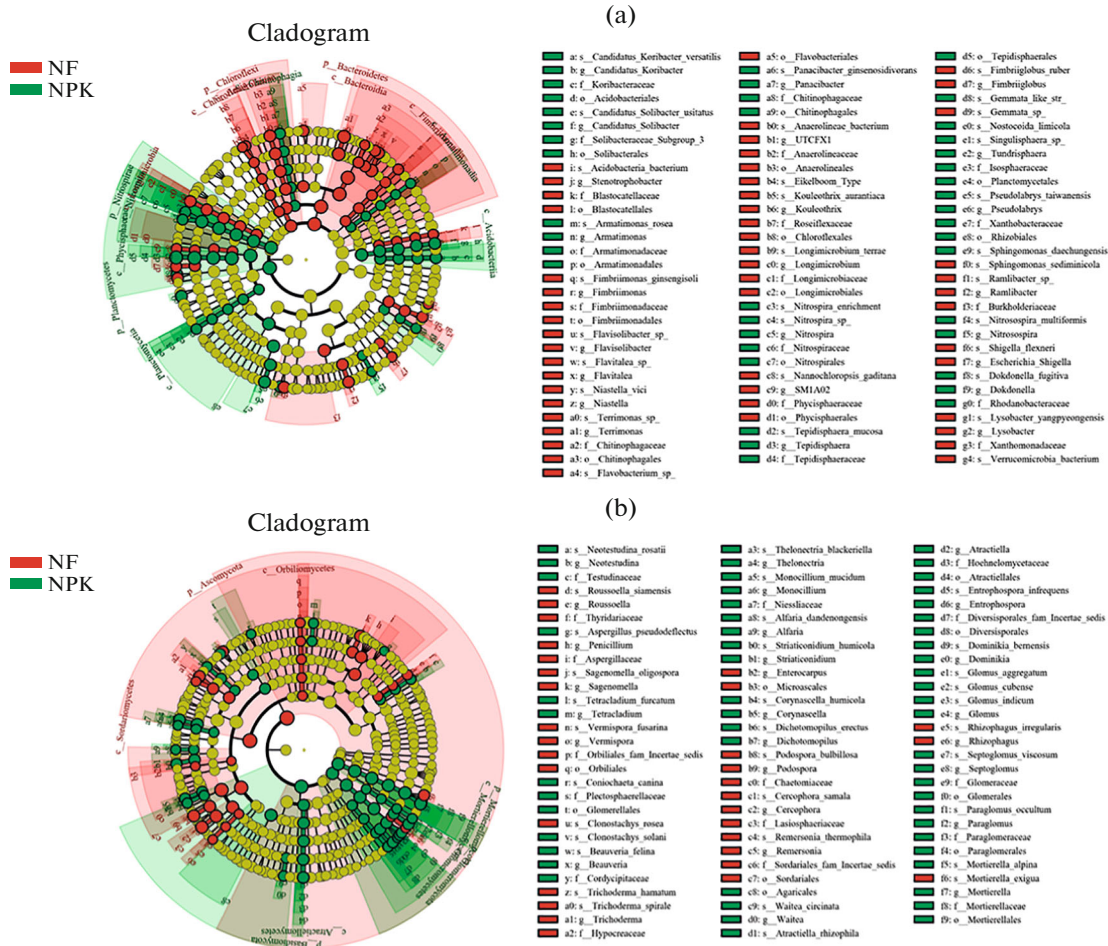 (a)
Cladogram
NF
NPK
a: s__Candidatus_Koribacter_versatilis
b: g__Candidatus_Koribacter
c: f__Koribacteraceae
d: o__Acidobacteriales
e: s__Candidatus_Solibacter_usitatus
f: g__Candidatus_Solibacter
g: f__Solibacteraceae_Subgroup_3
h: o__Solibacterales
i: s__Acidobacteria_bacterium
j: g__Stenotrophobacter
k: f__Blastocatellaceae
l: o__Blastocatellales
m: s__Armatimonas_rosea
n: g__Armatimonas
o: f__Armatimonadaceae
p: o__Armatimonadales
q: s__Fimbriimonas_ginsengisoli
r: g__Fimbriimonas
s: f__Fimbriimonadaceae
t: o__Fimbriimonadales
u: s__Flavisolibacter_sp_
v: g__Flavisolibacter
w: s__Flavitalea_sp_
x: g__Flavitalea
y: s__Niastella_vici
z: g__Niastella
a0: s__Terrimonas_sp_
a1: g__Terrimonas
a2: f__Chitinophagaceae
a3: o__Chitinophagales
a4: s__Flavobacterium_sp_
a5: o__Flavobacteriales
a6: s__Panacibacter_ginsenosidivorans
a7: g__Panacibacter
a8: f__Chitinophagaceae
a9: o__Chitinophagales
b0: s__Anaerolineae_bacterium
b1: g__UTCFX1
b2: f__Anaerolineaceae
b3: o__Anaerolineales
b4: s__Eikelboom_Type
b5: s__Kouleothrix_aurantiaca
b6: g__Kouleothrix
b7: f__Roseiflexaceae
b8: o__Chloroflexales
b9: s__Longimicrobium_terrae
c0: g__Longimicrobium
c1: f__Longimicrobiaceae
c2: o__Longimicrobiales
c3: s__Nitrospira_enrichment
c4: s__Nitrospira_sp_
c5: g__Nitrospira
c6: f__Nitrospiraceae
c7: o__Nitrospirales
c8: s__Nannochloropsis_gaditana
c9: g__SM1A02
d0: f__Phycisphaeraceae
d1: o__Phycisphaerales
d2: s__Tepidisphaera_mucosa
d3: g__Tepidisphaera
d4: f__Tepidisphaeraceae
d5: o__Tepidisphaerales
d6: s__Fimbriiglobus_ruber
d7: g__Fimbriiglobus
d8: s__Gemmata_like_str_
d9: s__Gemmata_sp_
e0: s__Nostocoida_limicola
e1: s__Singulisphaera_sp_
e2: g__Tundrisphaera
e3: f__Isosphaeraceae
e4: o__Planctomycetales
e5: s__Pseudolabrys_taiwanensis
e6: g__Pseudolabrys
e7: f__Xanthobacteraceae
e8: o__Rhizobiales
e9: s__Sphingomonas_daechungensis
f0: s__Sphingomonas_sediminicola
f1: s__Ramlibacter_sp_
f2: g__Ramlibacter
f3: f__Burkholderiaceae
f4: s__Nitrosospira_multiformis
f5: g__Nitrosospira
f6: s__Shigella_flexneri
f7: g__Escherichia_Shigella
f8: s__Dokdonella_fugitiva
f9: g__Dokdonella
g0: f__Rhodanobacteraceae
g1: s__Lysobacter_yangpyeongensis
g2: g__Lysobacter
g3: f__Xanthomonadaceae
g4: s__Verrucomicrobia_bacterium
p__Chloroflexi
p__Bacteroidetes
c__Bacteroidia
c__Acidobacteriia
p__Nitrospirae
c__Phycisphaerae
p__Planctomycetes
c__Planctomycetia
(b)
Cladogram
NF
NPK
a: s__Neotestudina_rosatii
b: g__Neotestudina
c: f__Testudinaceae
d: s__Roussoella_siamensis
e: g__Roussoella
f: f__Thyridariaceae
g: s__Aspergillus_pseudodeflectus
h: g__Penicillium
i: f__Aspergillaceae
j: s__Sagenomella_oligospora
k: g__Sagenomella
l: s__Tetracladium_furcatum
m: g__Tetracladium
n: s__Vermispora_fusarina
o: g__Vermispora
p: f__Orbiliales_fam_Incertae_sedis
q: o__Orbiliales
r: s__Coniochaeta_canina
s: f__Plectosphaerellaceae
t: o__Glomerellales
u: s__Clonostachys_rosea
v: s__Clonostachys_solani
w: s__Beauveria_felina
x: g__Beauveria
y: f__Cordycipitaceae
z: s__Trichoderma_hamatum
a0: s__Trichoderma_spirale
a1: g__Trichoderma
a2: f__Hypocreaceae
a3: s__Thelonectria_blackeriella
a4: g__Thelonectria
a5: s__Monocillium_mucidum
a6: g__Monocillium
a7: f__Niessliaceae
a8: s__Alfaria_dandenongensis
a9: g__Alfaria
b0: s__Striaticonidium_humicola
b1: g__Striaticonidium
b2: g__Enterocarpus
b3: o__Microascales
b4: s__Corynascella_humicola
b5: g__Corynascella
b6: s__Dichotomopilus_erectus
b7: g__Dichotomopilus
b8: s__Podospora_bulbillosa
b9: g__Podospora
c0: f__Chaetomiaceae
c1: s__Cercophora_samala
c2: g__Cercophora
c3: f__Lasiosphaeriaceae
c4: s__Remersonia_thermophila
c5: g__Remersonia
c6: f__Sordariales_fam_Incertae_sedis
c7: o__Sordariales
c8: o__Agaricales
c9: s__Waitea_circinata
d0: g__Waitea
d1: s__Atractiella_rhizophila
d2: g__Atractiella
d3: f__Hoehnelomycetaceae
d4: o__Atractiellales
d5: s__Entrophospora_infrequens
d6: g__Entrophospora
d7: f__Diversisporales_fam_Incertae_sedis
d8: o__Diversisporales
d9: s__Dominikia_bernensis
e0: g__Dominikia
e1: s__Glomus_aggregatum
e2: s__Glomus_cubense
e3: s__Glomus_indicum
e4: g__Glomus
e5: s__Rhizophagus_irregularis
e6: g__Rhizophagus
e7: s__Septoglomus_viscosum
e8: g__Septoglomus
e9: f__Glomeraceae
f0: o__Glomerales
f1: s__Paraglomus_occultum
f2: g__Paraglomus
f3: f__Paraglomeraceae
f4: o__Paraglomerales
f5: s__Mortierella_alpina
f6: s__Mortierella_exigua
f7: g__Mortierella
f8: f__Mortierellaceae
f9: o__Mortierellales
p__Ascomycota
c__Orbiliomycetes
c__Sordariomycetes
p__Basidiomycota
c__Atractiellomycetes